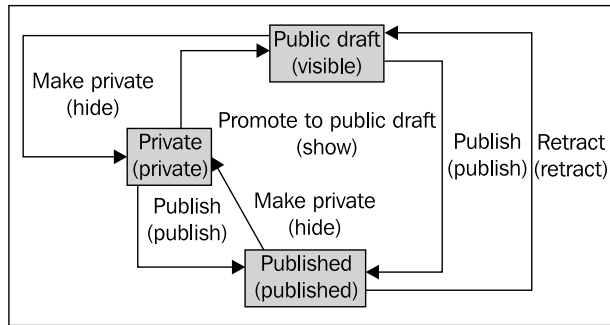 Public draft
(visible)
Make private
(hide)
Promote to public draft
(show)
Publish
(publish)
Retract
(retract)
Private
(private)
Publish
(publish)
Make private
(hide)
Published
(published)